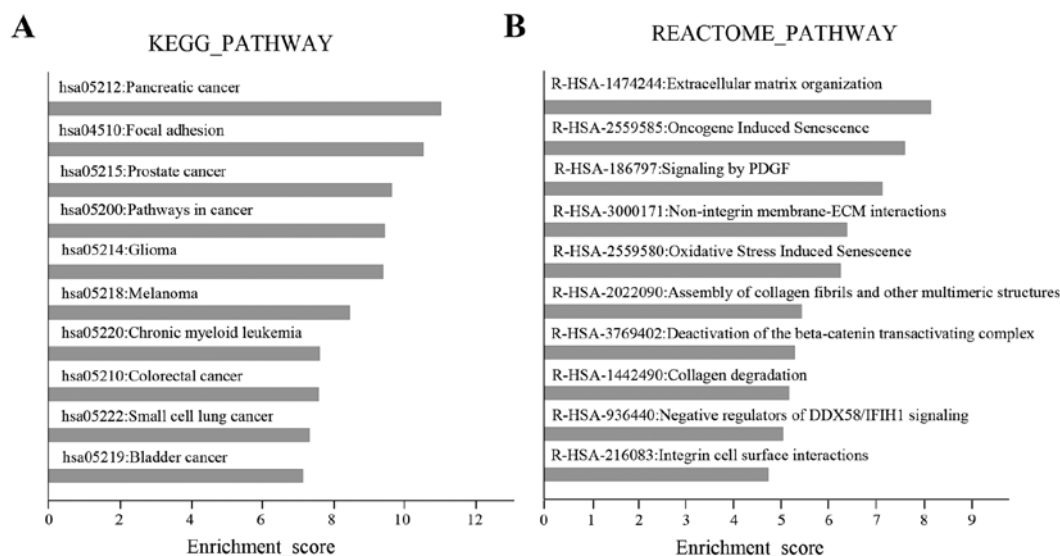 A
KEGG_PATHWAY
hsa05212:Pancreatic cancer
hsa04510:Focal adhesion
hsa05215:Prostate cancer
hsa05200:Pathways in cancer
hsa05214:Glioma
hsa05218:Melanoma
hsa05220:Chronic myeloid leukemia
hsa05210:Colorectal cancer
hsa05222:Small cell lung cancer
hsa05219:Bladder cancer
0 2 4 6 8 10 12
Enrichment score
B
REACTOME_PATHWAY
R-HSA-1474244:Extracellular matrix organization
R-HSA-2559585:Oncogene Induced Senescence
R-HSA-186797:Signaling by PDGF
R-HSA-3000171:Non-integrin membrane-ECM interactions
R-HSA-2559580:Oxidative Stress Induced Senescence
R-HSA-2022090:Assembly of collagen fibrils and other multimeric structures
R-HSA-3769402:Deactivation of the beta-catenin transactivating complex
R-HSA-1442490:Collagen degradation
R-HSA-936440:Negative regulators of DDX58/IFIH1 signaling
R-HSA-216083:Integrin cell surface interactions
0 1 2 3 4 5 6 7 8 9
Enrichment_score